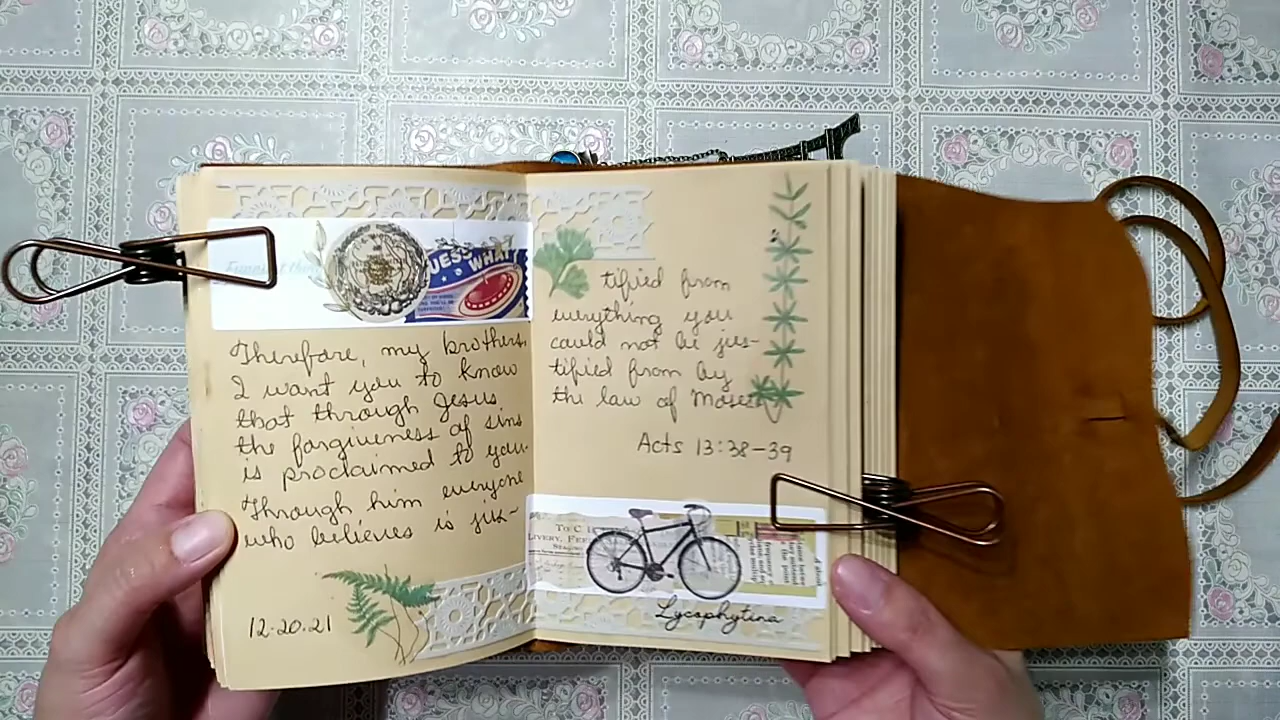 GUESS WHAT!
Therefore, my brothers,
I want you to know
that through Jesus
the forgiveness of sins
is proclaimed to you.
Through him everyone
who believes is jus-
12.20.21
tified from
everything you
could not be jus-
tified from by
the law of Moses
Acts 13:38-39
Lycophytina